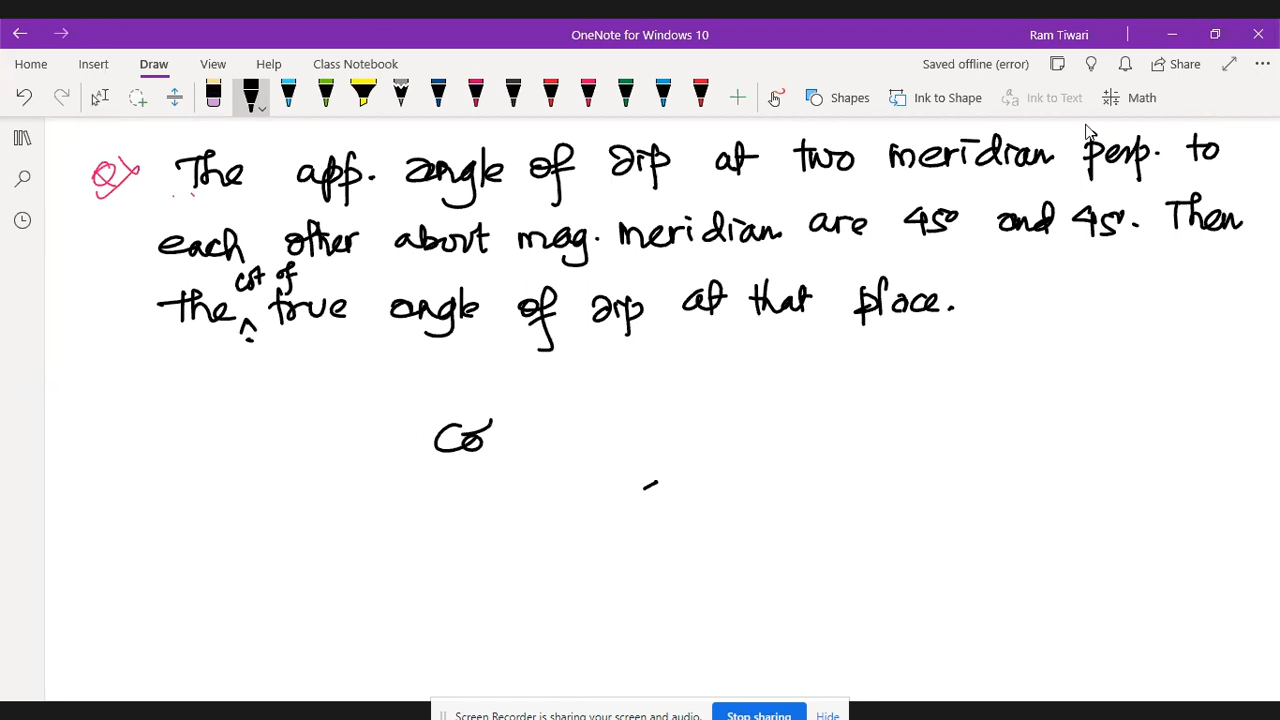 OneNote for Windows 10
Ram Tiwari
Home Insert Draw View Help Class Notebook
Saved offline (error) Share
Shapes Ink to Shape Ink to Text Math
Q The app. angle of dip at two meridian perp. to
each other about mag. meridian are 45° and 45°. Then
cot of
the true angle of dip at that place.
Co
Screen Recorder is sharing your screen and audio. Stop sharing Hide